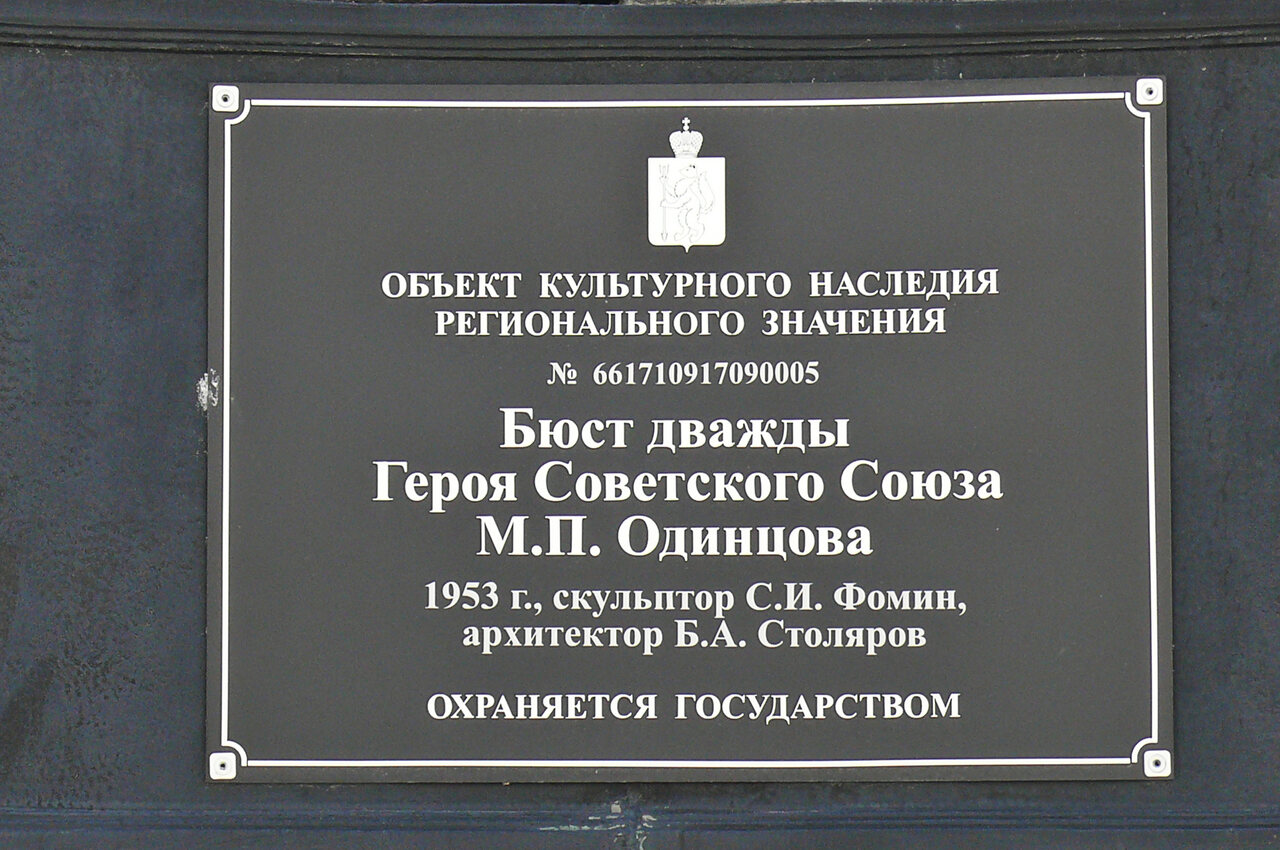 ОБЪЕКТ КУЛЬТУРНОГО НАСЛЕДИЯ
РЕГИОНАЛЬНОГО ЗНАЧЕНИЯ
№ 661710917090005
Бюст дважды
Героя Советского Союза
М.П. Одинцова
1953 г., скульптор С.И. Фомин,
архитектор Б.А. Столяров
ОХРАНЯЕТСЯ ГОСУДАРСТВОМ